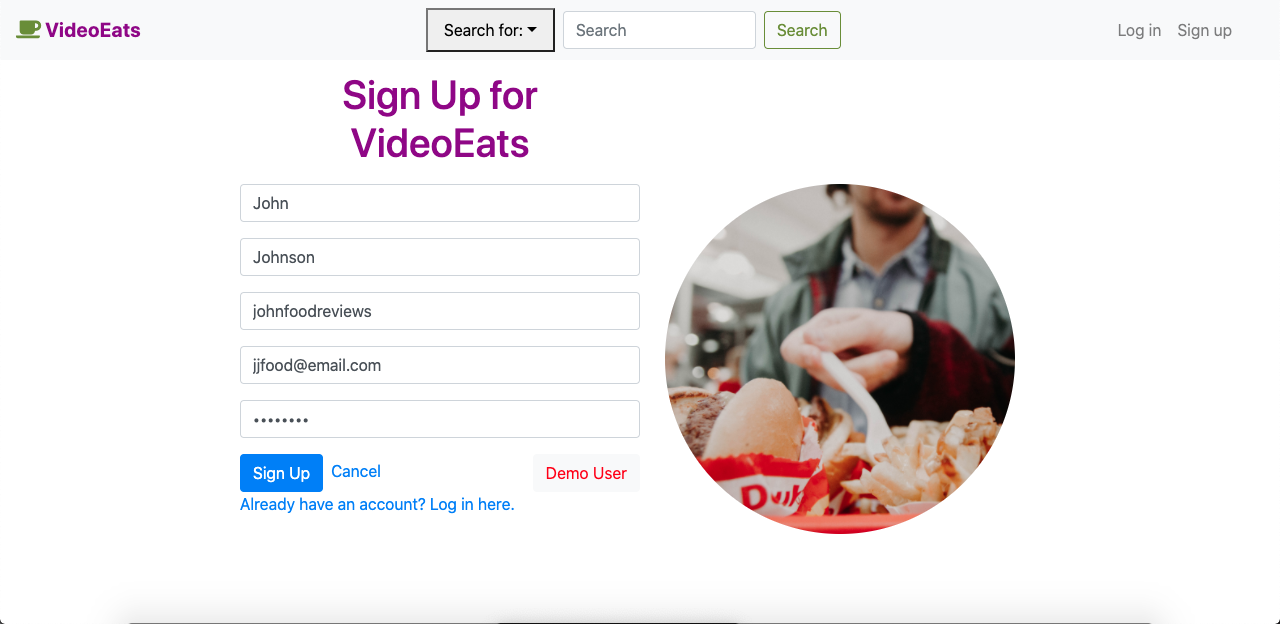 VideoEats
Search for:
Search
Search
Log in
Sign up
Sign Up for
VideoEats
John
Johnson
johnfoodreviews
jjfood@email.com
••••••••
Sign Up
Cancel
Demo User
Already have an account? Log in here.